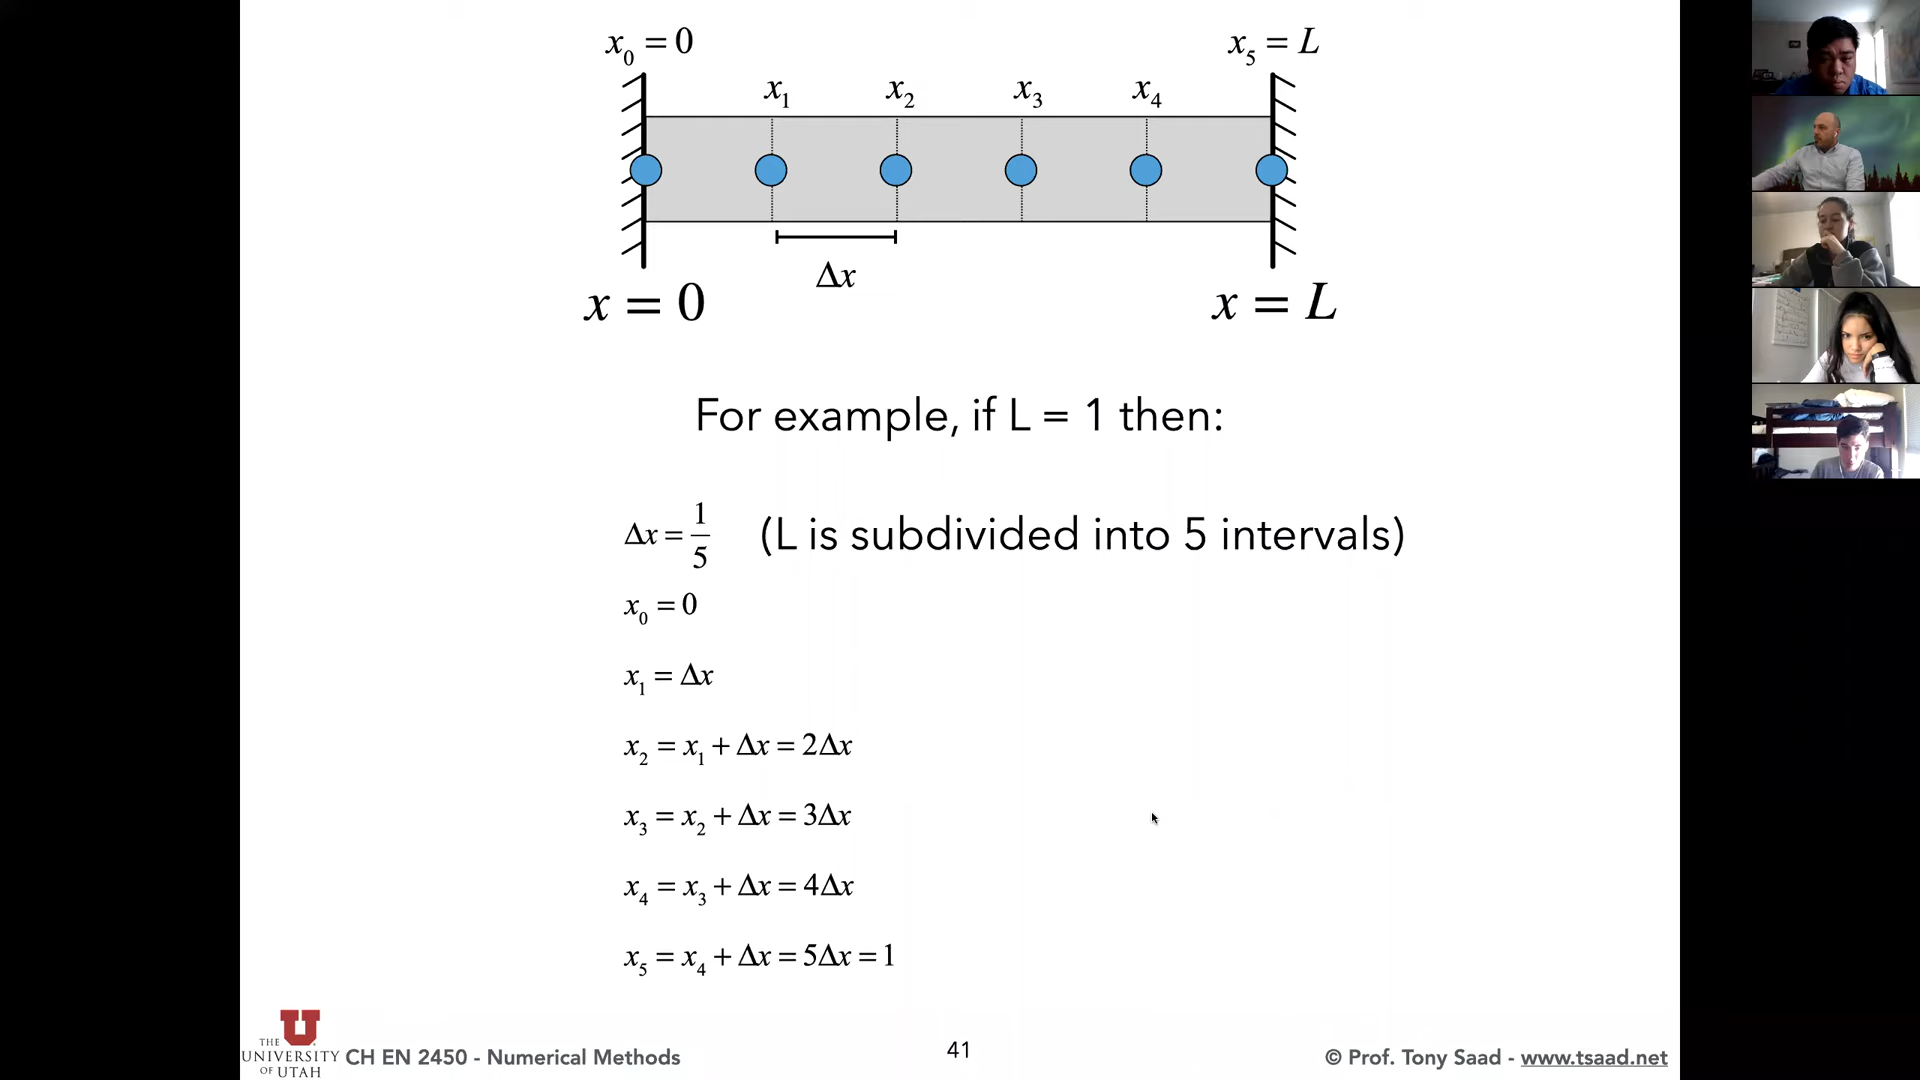 x₀ = 0
x₅ = L
x₁ x₂ x₃ x₄
Δx
x = 0
x = L
For example, if L = 1 then:
Δx = 1/5 (L is subdivided into 5 intervals)
x₀ = 0
x₁ = Δx
x₂ = x₁ + Δx = 2Δx
x₃ = x₂ + Δx = 3Δx
x₄ = x₃ + Δx = 4Δx
x₅ = x₄ + Δx = 5Δx = 1
U
THE
UNIVERSITY
OF UTAH
CH EN 2450 - Numerical Methods
41
© Prof. Tony Saad - www.tsaad.net